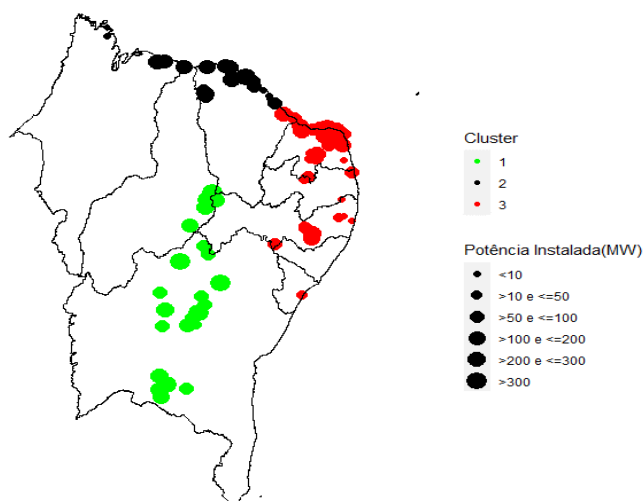 Cluster
1
2
3
Potência Instalada(MW)
<10
>10 e <=50
>50 e <=100
>100 e <=200
>200 e <=300
>300